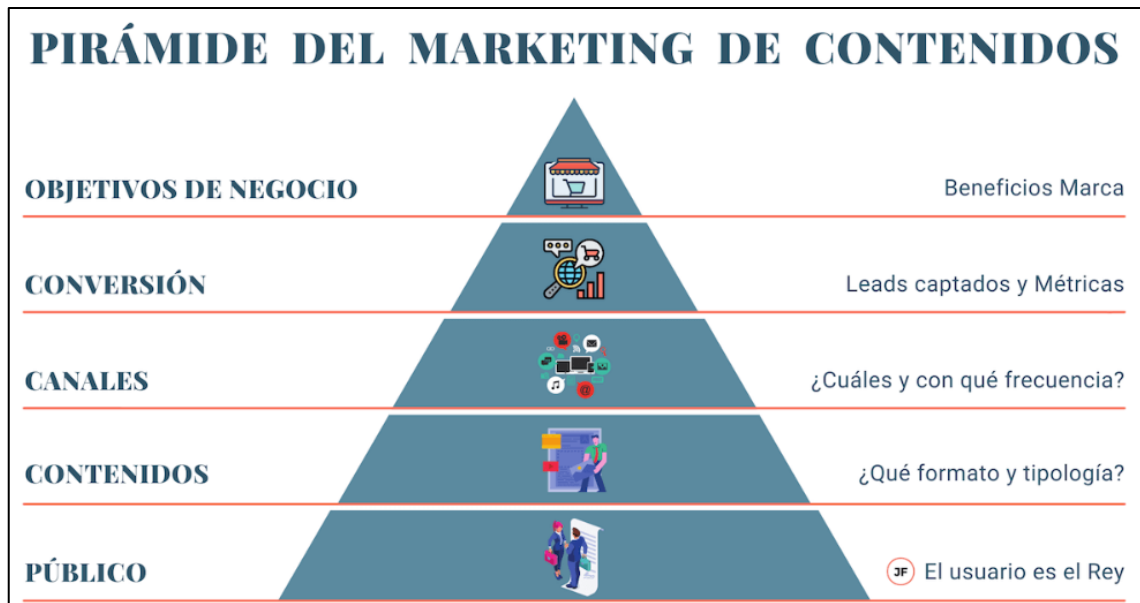 PIRÁMIDE DEL MARKETING DE CONTENIDOS
OBJETIVOS DE NEGOCIO
Beneficios Marca
CONVERSIÓN
Leads captados y Métricas
CANALES
¿Cuáles y con qué frecuencia?
CONTENIDOS
¿Qué formato y tipología?
PÚBLICO
JF El usuario es el Rey